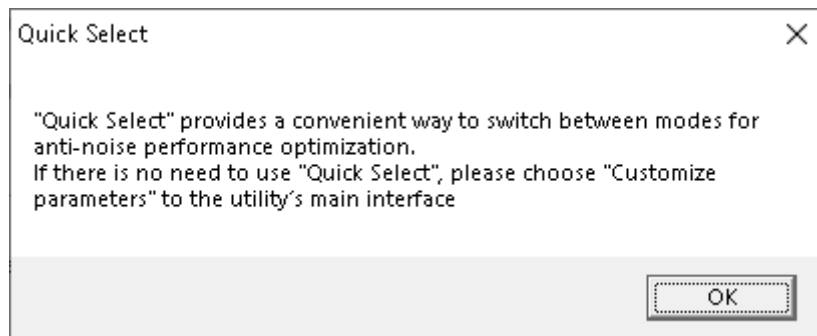 Quick Select
"Quick Select" provides a convenient way to switch between modes for
anti-noise performance optimization.
If there is no need to use "Quick Select", please choose "Customize
parameters" to the utility´s main interface
OK